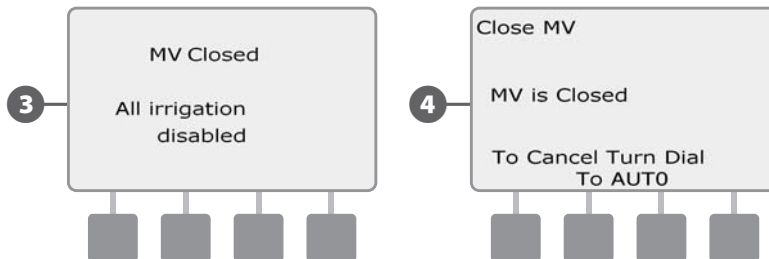 3
MV Closed
All irrigation
disabled
4
Close MV
MV is Closed
To Cancel Turn Dial
To AUTO